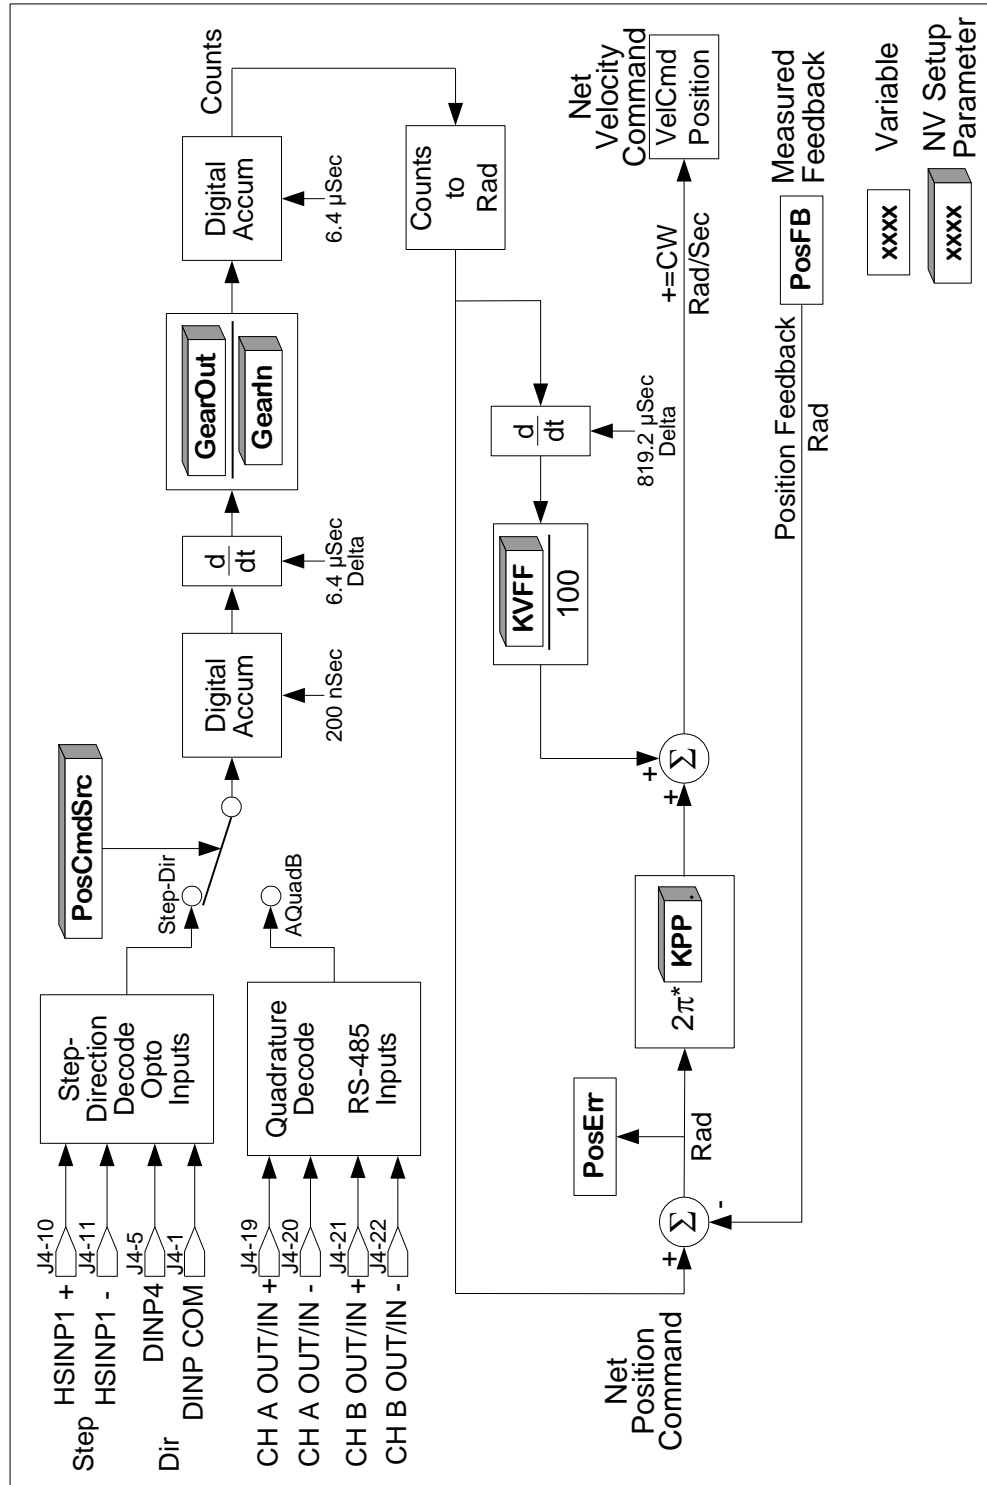 Step
HSINP1 +
J4-10
HSINP1 -
J4-11
Dir
DINP4
J4-5
DINP COM
J4-1
Step-
Direction
Decode
Opto
Inputs
CH A OUT/IN +
J4-19
CH A OUT/IN -
J4-20
CH B OUT/IN +
J4-21
CH B OUT/IN -
J4-22
Quadrature
Decode
RS-485
Inputs
PosCmdSrc
Step-Dir
AQuadB
Digital
Accum
200 nSec
d
dt
6.4 µSec
Delta
GearOut
GearIn
Digital
Accum
6.4 µSec
Counts
Counts
to
Rad
d
dt
819.2 µSec
Delta
KVFF
100
Net
Position
Command
+
Σ
-
Rad
PosErr
2π*
KPP
+
+
Σ
+=CW
Rad/Sec
Net
Velocity
Command
VelCmd
Position
Position Feedback
Rad
PosFB
Measured
Feedback
xxxx
Variable
xxxx
NV Setup
Parameter